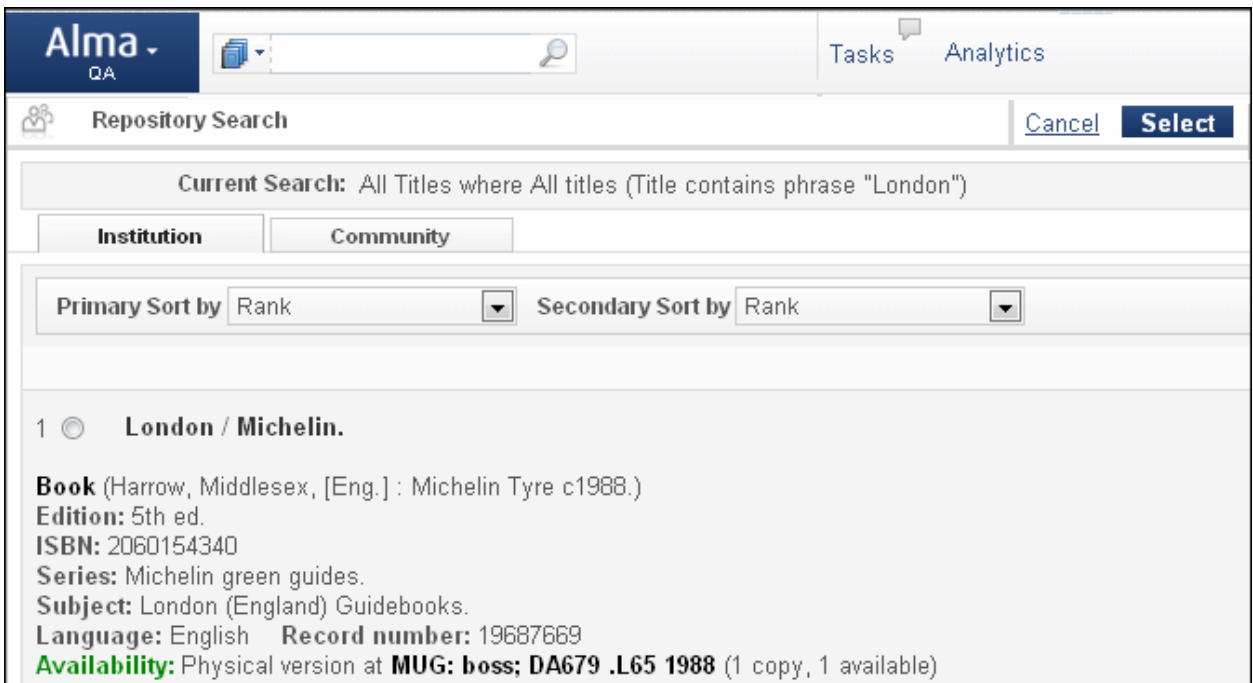 Alma
QA
Tasks Analytics
Repository Search Cancel Select
Current Search: All Titles where All titles (Title contains phrase "London")
Institution Community
Primary Sort by Rank Secondary Sort by Rank
1 London / Michelin.
Book (Harrow, Middlesex, [Eng.] : Michelin Tyre c1988.)
Edition: 5th ed.
ISBN: 2060154340
Series: Michelin green guides.
Subject: London (England) Guidebooks.
Language: English Record number: 19687669
Availability: Physical version at MUG: boss; DA679 .L65 1988 (1 copy, 1 available)